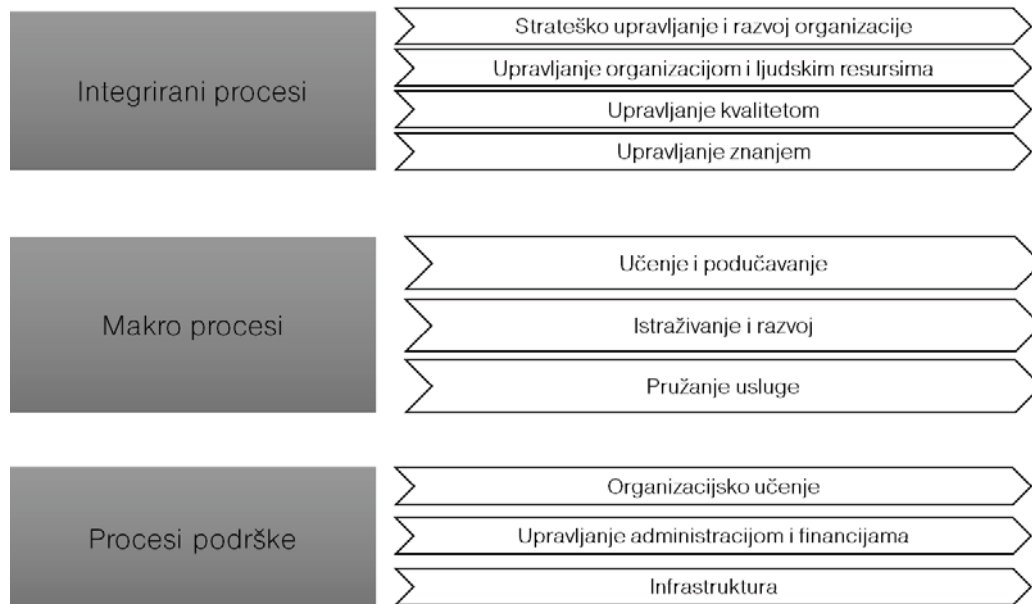 Integrirani procesi
Strateško upravljanje i razvoj organizacije
Upravljanje organizacijom i ljudskim resursima
Upravljanje kvalitetom
Upravljanje znanjem
Makro procesi
Učenje i podučavanje
Istraživanje i razvoj
Pružanje usluge
Procesi podrške
Organizacijsko učenje
Upravljanje administracijom i financijama
Infrastruktura